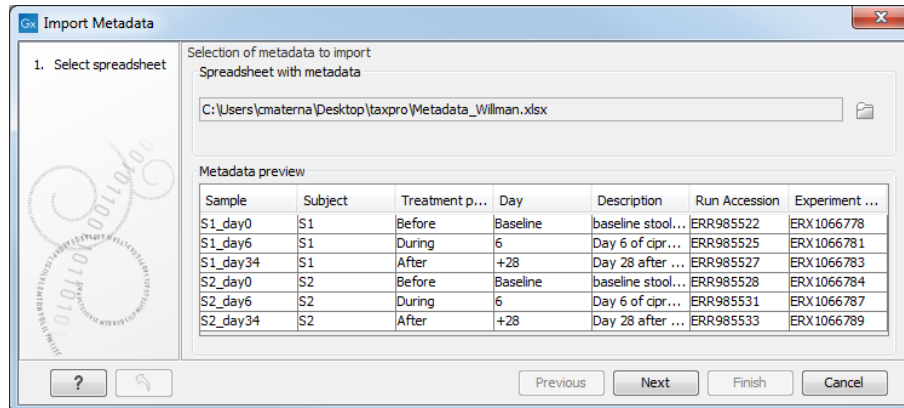 Gx Import Metadata
1. Select spreadsheet
Selection of metadata to import
Spreadsheet with metadata
C:\Users\cmaterna\Desktop\taxpro\Metadata_Willman.xlsx
Metadata preview
Sample Subject Treatment p... Day Description Run Accession Experiment ...
S1_day0 S1 Before Baseline baseline stool... ERR985522 ERX1066778
S1_day6 S1 During 6 Day 6 of cipr... ERR985525 ERX1066781
S1_day34 S1 After +28 Day 28 after ... ERR985527 ERX1066783
S2_day0 S2 Before Baseline baseline stool... ERR985528 ERX1066784
S2_day6 S2 During 6 Day 6 of cipr... ERR985531 ERX1066787
S2_day34 S2 After +28 Day 28 after ... ERR985533 ERX1066789
? Previous Next Finish Cancel